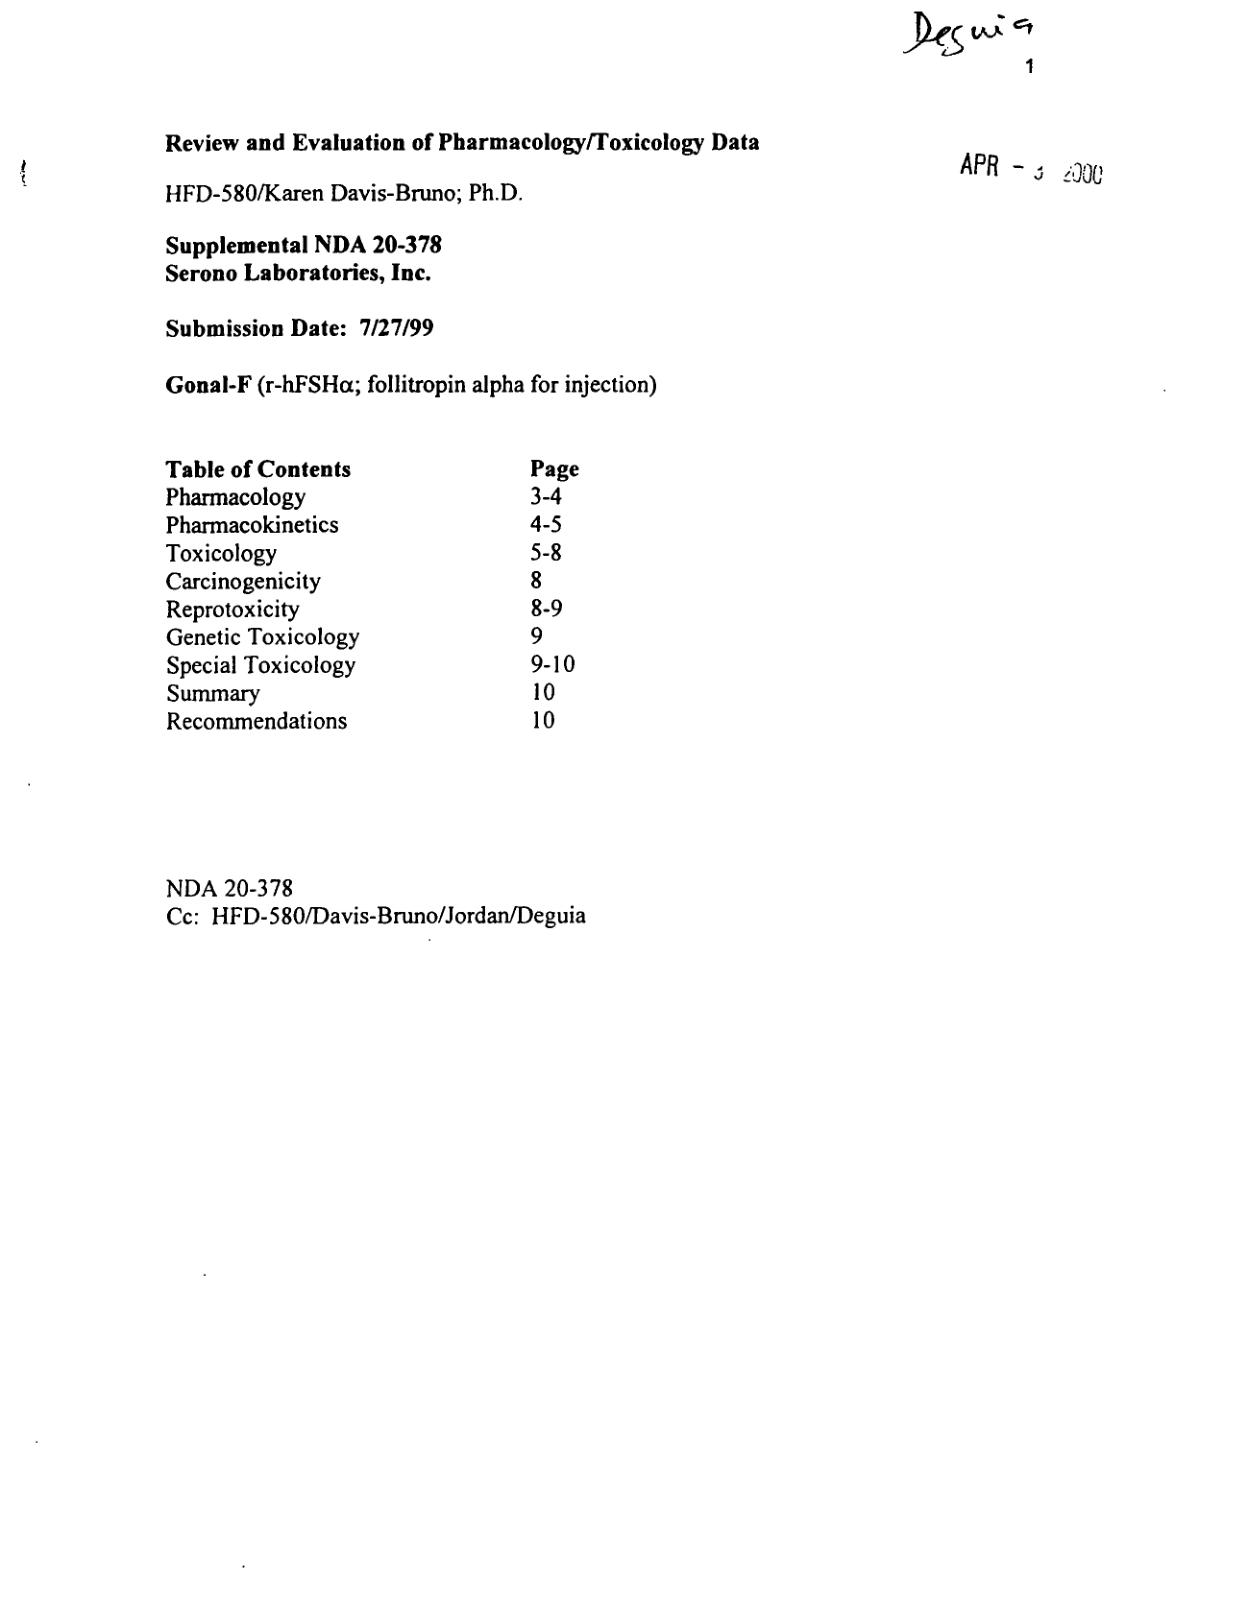 Deguia
1
Review and Evaluation of Pharmacology/Toxicology Data
APR - 3 2000
HFD-580/Karen Davis-Bruno; Ph.D.
Supplemental NDA 20-378
Serono Laboratories, Inc.
Submission Date: 7/27/99
Gonal-F (r-hFSHα; follitropin alpha for injection)
Table of Contents Page
Pharmacology 3-4
Pharmacokinetics 4-5
Toxicology 5-8
Carcinogenicity 8
Reprotoxicity 8-9
Genetic Toxicology 9
Special Toxicology 9-10
Summary 10
Recommendations 10
NDA 20-378
Cc: HFD-580/Davis-Bruno/Jordan/Deguia